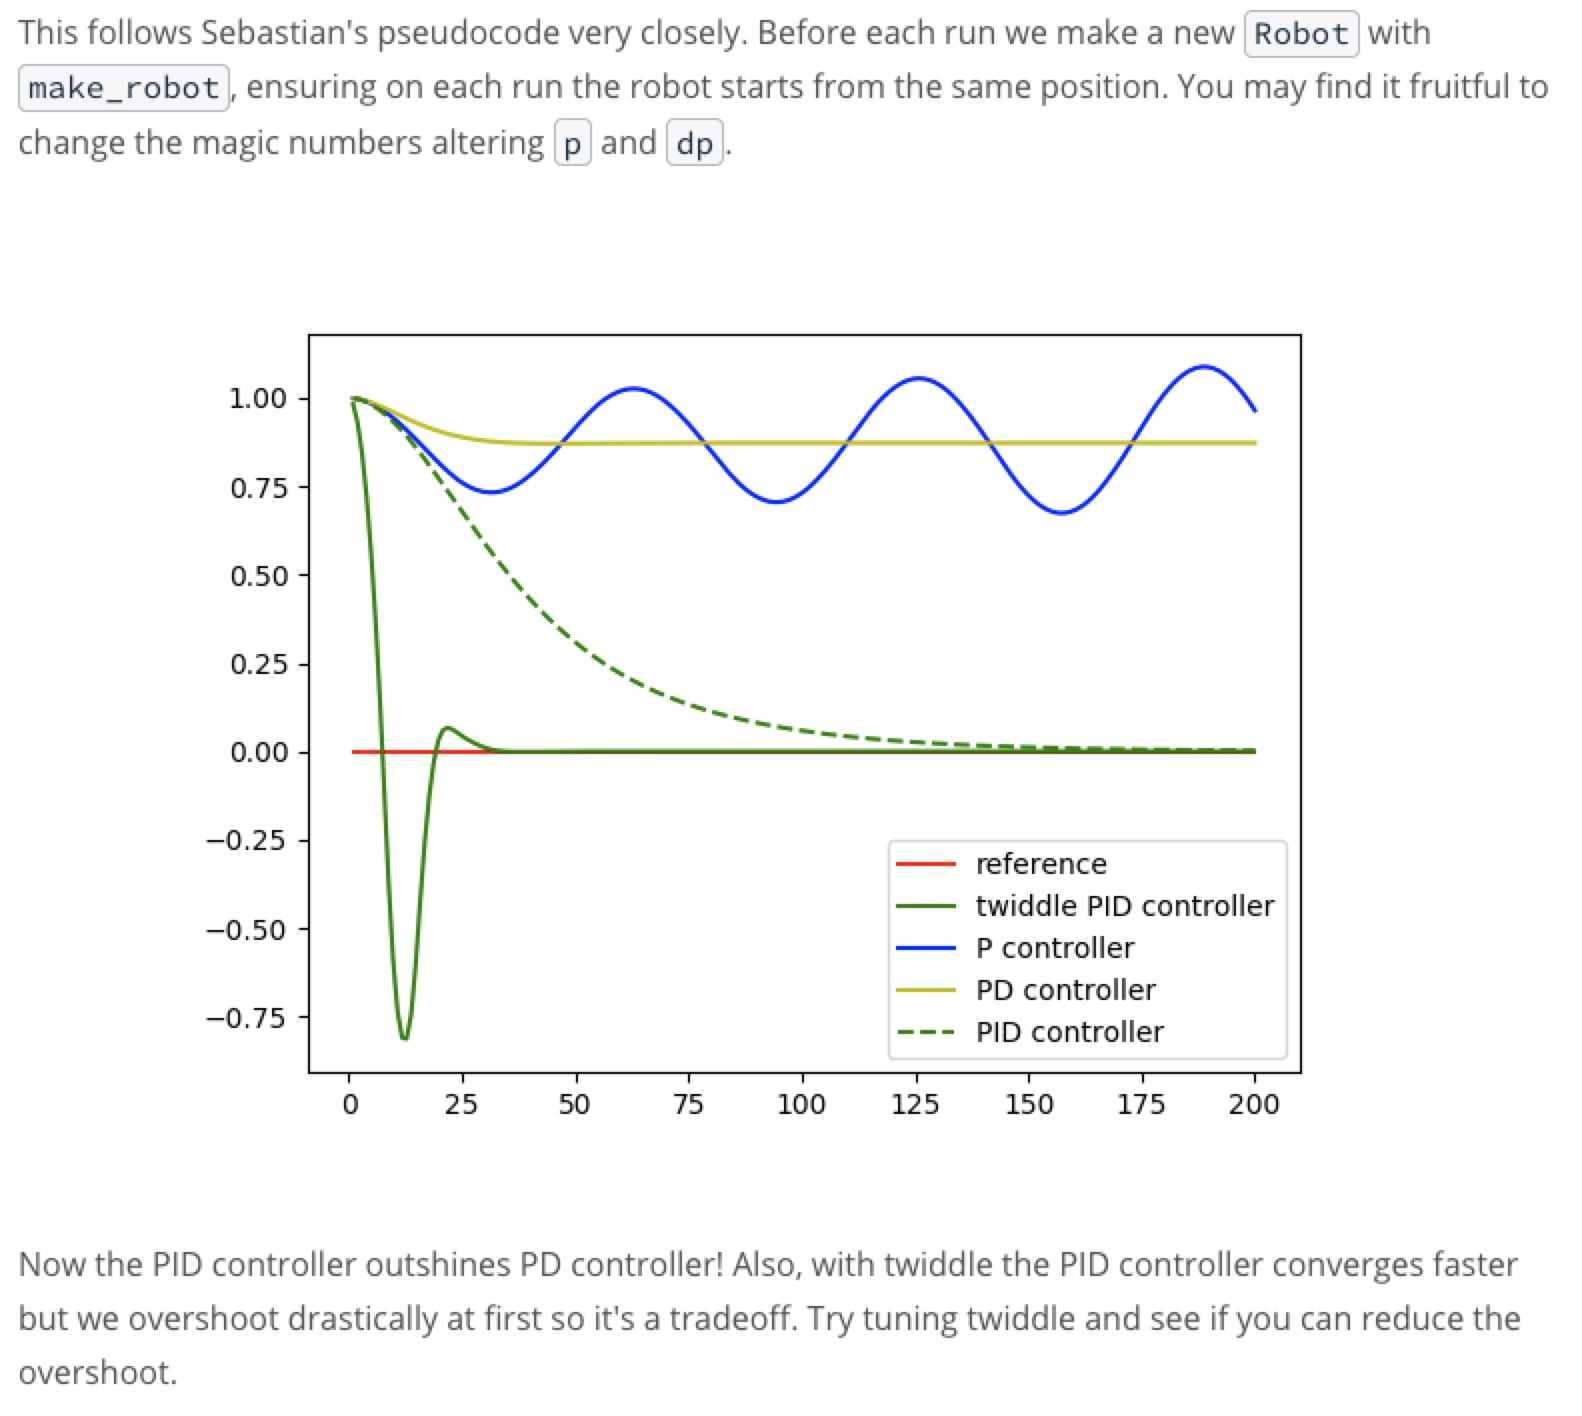 This follows Sebastian's pseudocode very closely. Before each run we make a new Robot with
make_robot, ensuring on each run the robot starts from the same position. You may find it fruitful to
change the magic numbers altering p and dp.
1.00
0.75
0.50
0.25
0.00
−0.25
−0.50
−0.75
reference
twiddle PID controller
P controller
PD controller
PID controller
0 25 50 75 100 125 150 175 200
Now the PID controller outshines PD controller! Also, with twiddle the PID controller converges faster
but we overshoot drastically at first so it's a tradeoff. Try tuning twiddle and see if you can reduce the
overshoot.